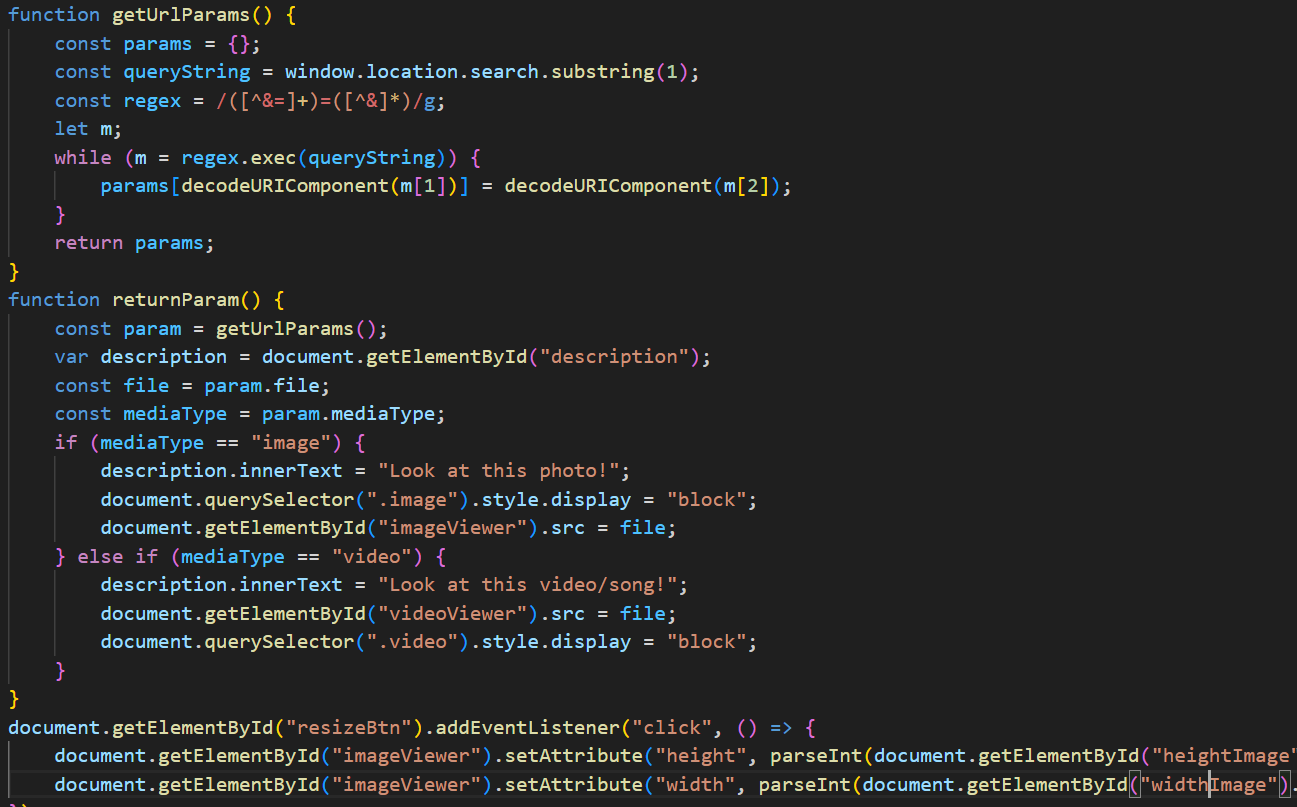 function getUrlParams() {
    const params = {};
    const queryString = window.location.search.substring(1);
    const regex = /([^&=]+)=([^&]*)/g;
    let m;
    while (m = regex.exec(queryString)) {
        params[decodeURIComponent(m[1])] = decodeURIComponent(m[2]);
    }
    return params;
}
function returnParam() {
    const param = getUrlParams();
    var description = document.getElementById("description");
    const file = param.file;
    const mediaType = param.mediaType;
    if (mediaType == "image") {
        description.innerText = "Look at this photo!";
        document.querySelector(".image").style.display = "block";
        document.getElementById("imageViewer").src = file;
    } else if (mediaType == "video") {
        description.innerText = "Look at this video/song!";
        document.getElementById("videoViewer").src = file;
        document.querySelector(".video").style.display = "block";
    }
}
document.getElementById("resizeBtn").addEventListener("click", () => {
    document.getElementById("imageViewer").setAttribute("height", parseInt(document.getElementById("heightImage"
    document.getElementById("imageViewer").setAttribute("width", parseInt(document.getElementById("widthImage").